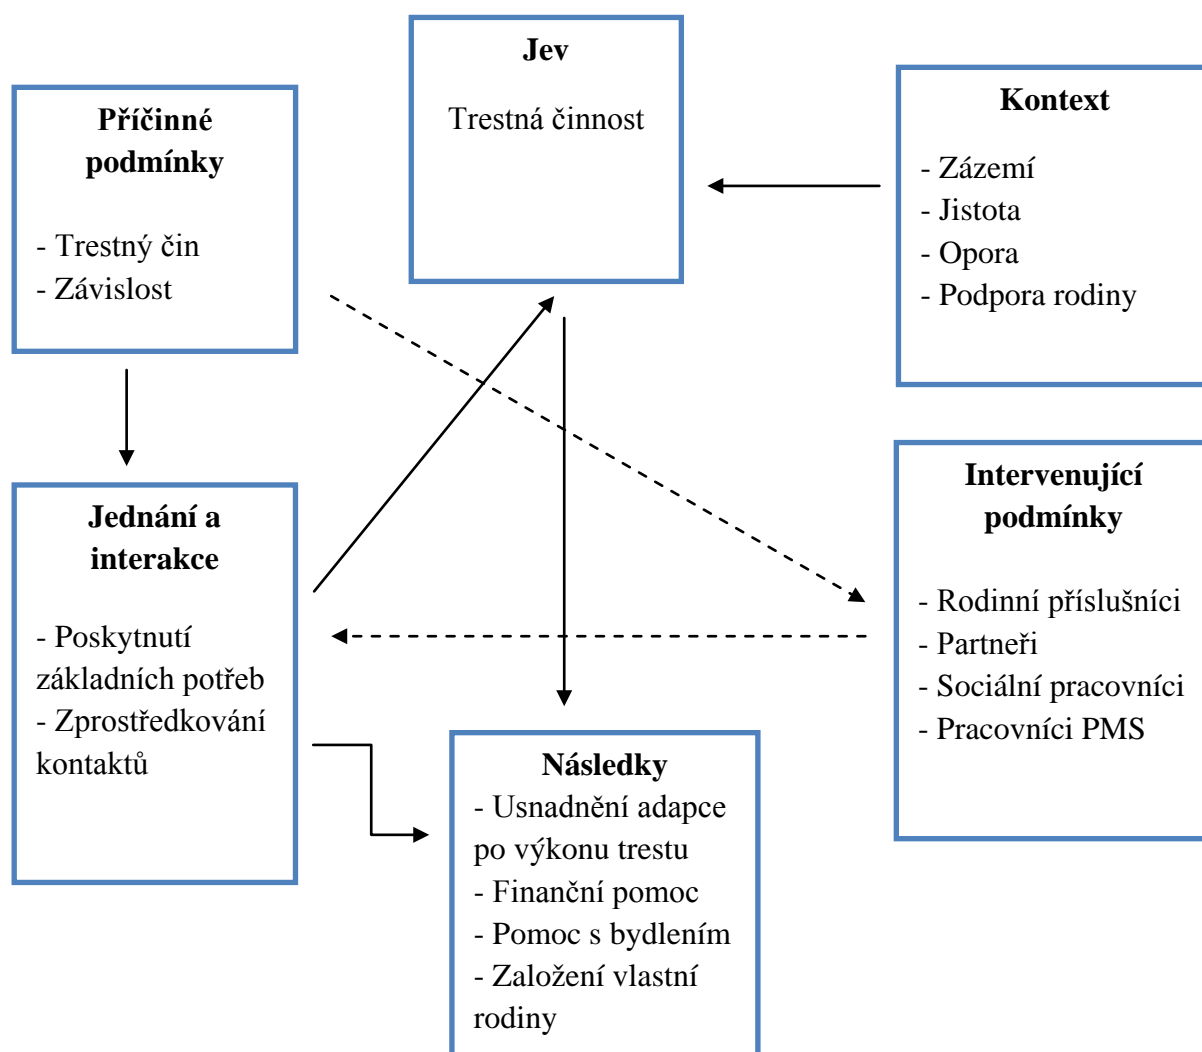 Jev
Trestná činnost
Příčinné
podmínky
- Trestný čin
- Závislost
Kontext
- Zázemí
- Jistota
- Opora
- Podpora rodiny
Jednání a
interakce
- Poskytnutí
základních potřeb
- Zprostředkování
kontaktů
Intervenující
podmínky
- Rodinní příslušníci
- Partneři
- Sociální pracovníci
- Pracovníci PMS
Následky
- Usnadnění adapce
po výkonu trestu
- Finanční pomoc
- Pomoc s bydlením
- Založení vlastní
rodiny